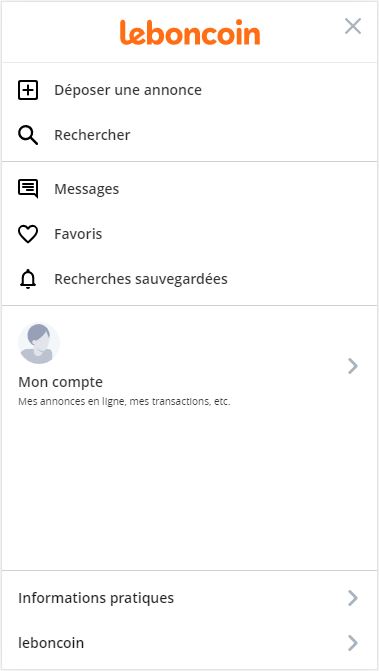 leboncoin
Déposer une annonce
Rechercher
Messages
Favoris
Recherches sauvegardées
Mon compte
Mes annonces en ligne, mes transactions, etc.
Informations pratiques
leboncoin